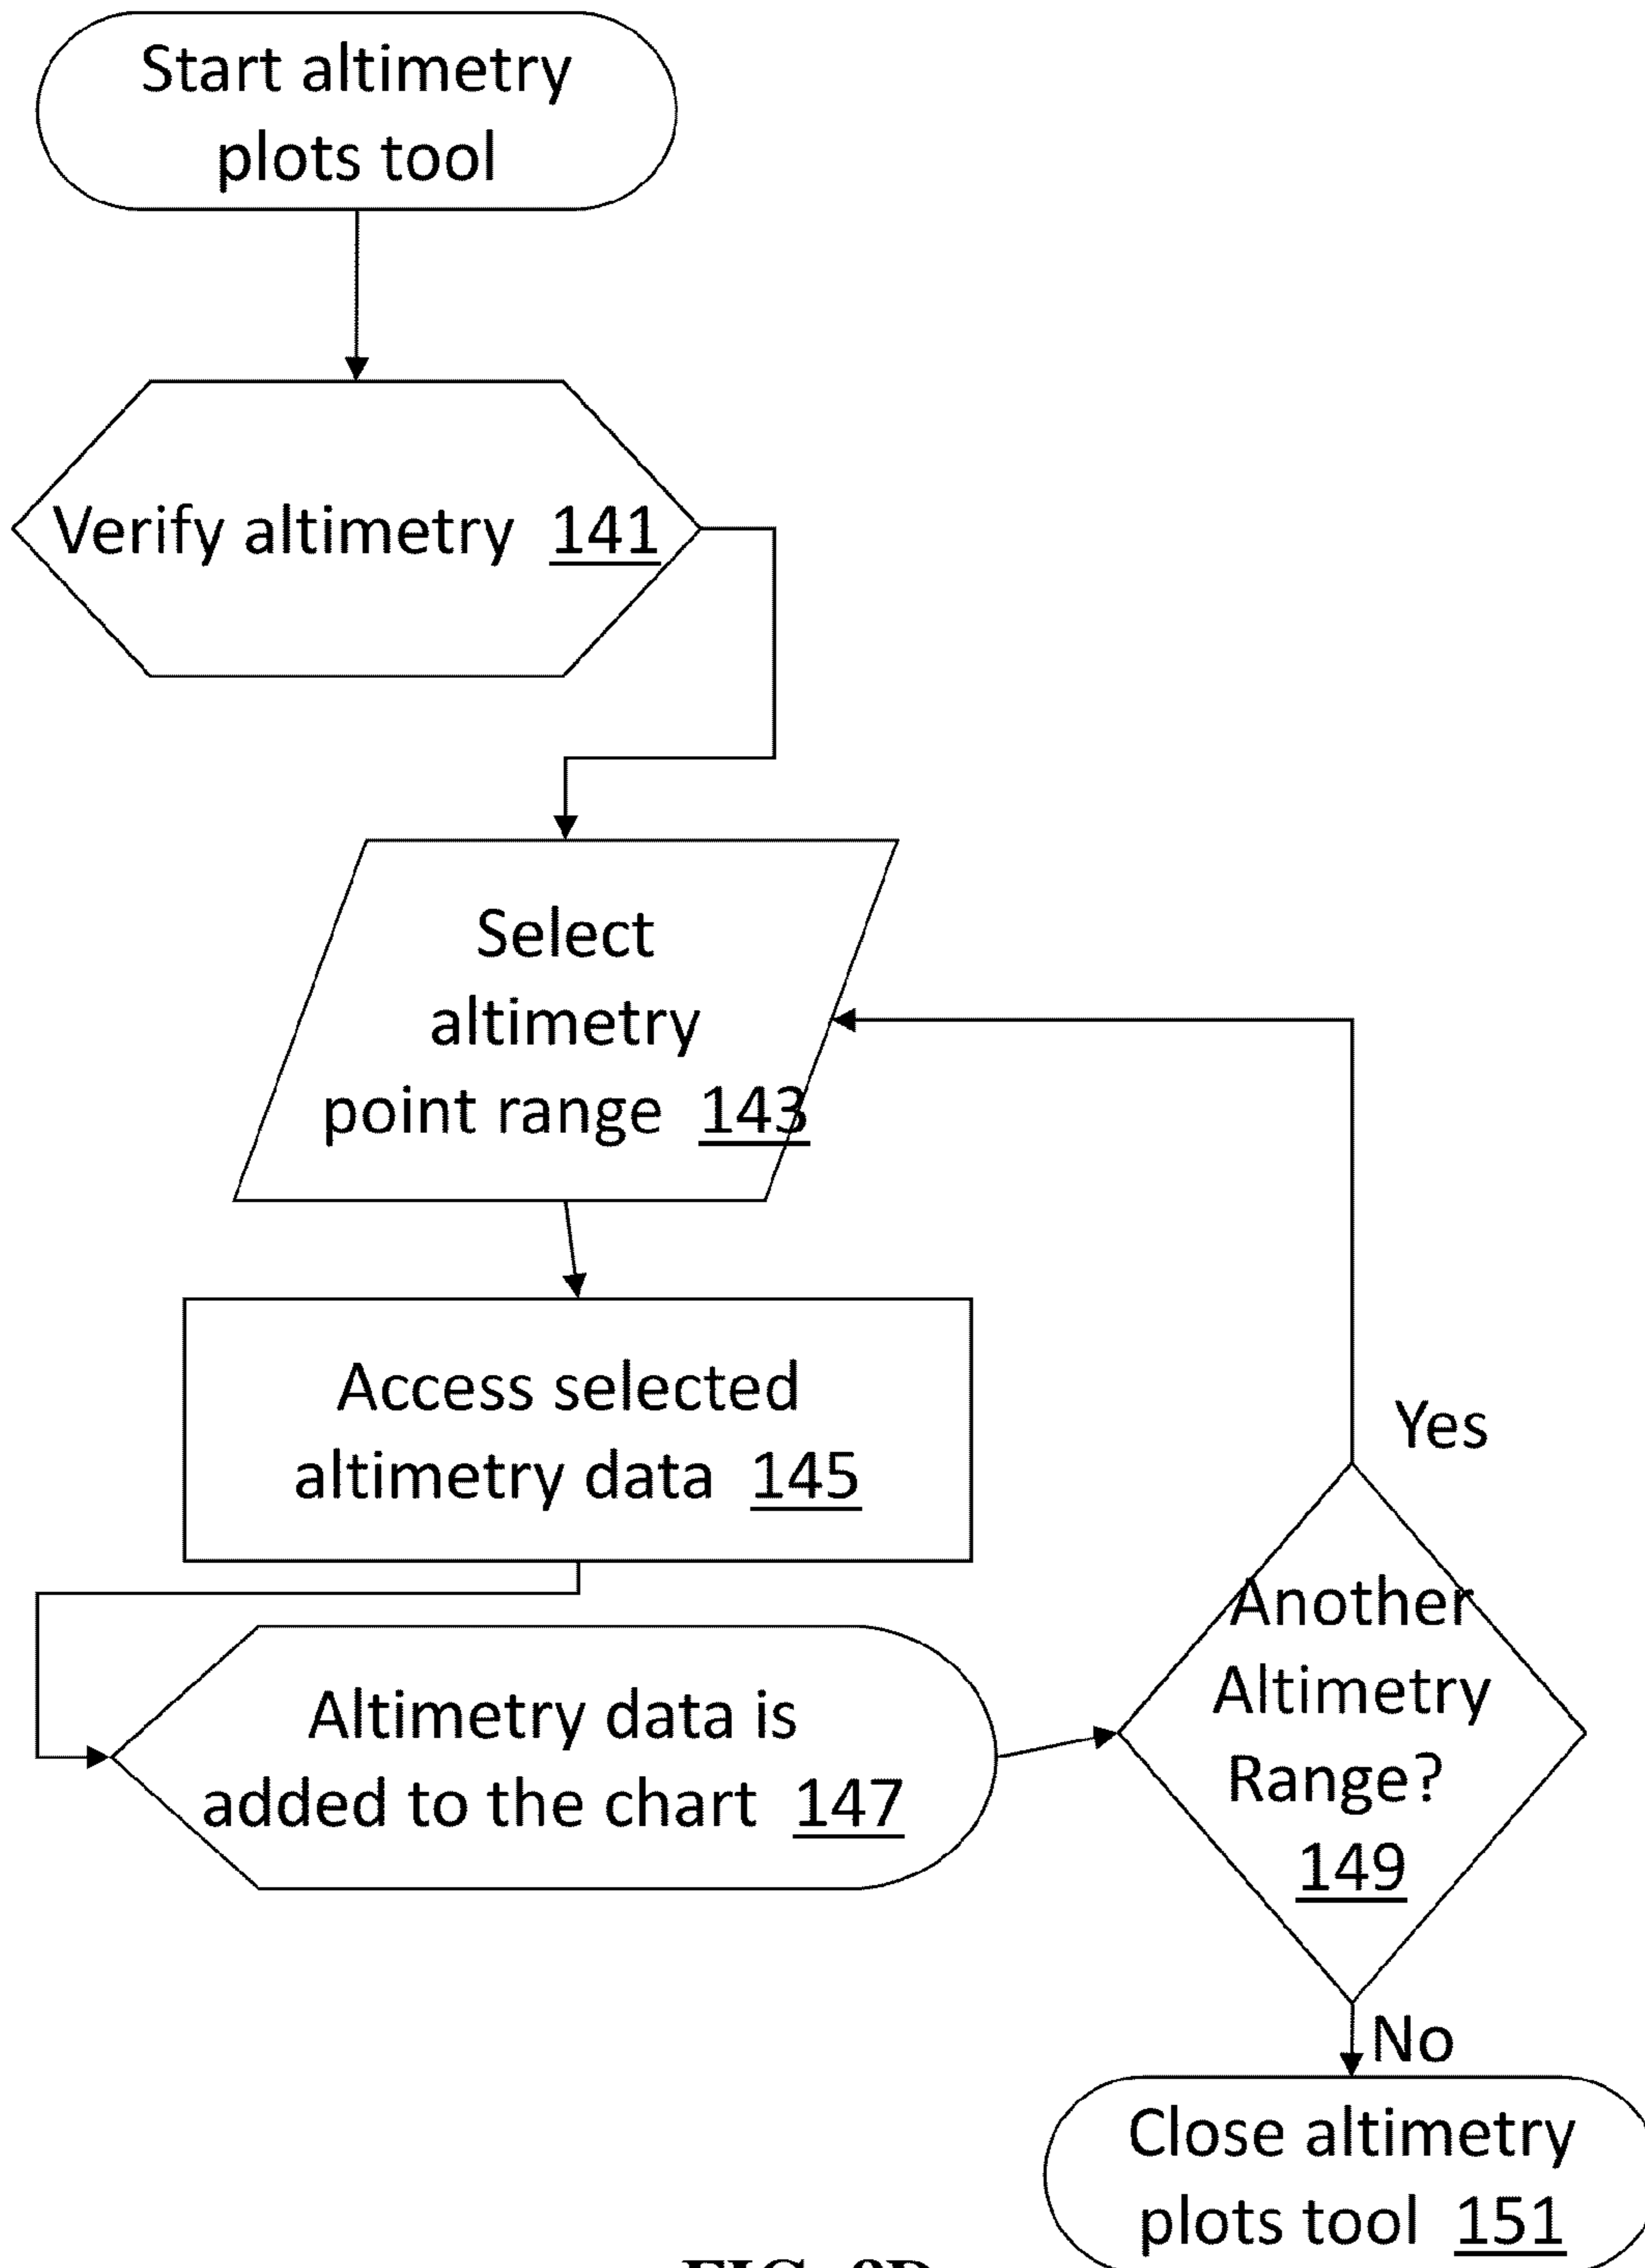 Start altimetry
plots tool
Verify altimetry 141
Select
altimetry
point range 143
Access selected
altimetry data 145
Yes
Another
Altimetry
Range?
149
Altimetry data is
added to the chart 147
No
Close altimetry
plots tool 151